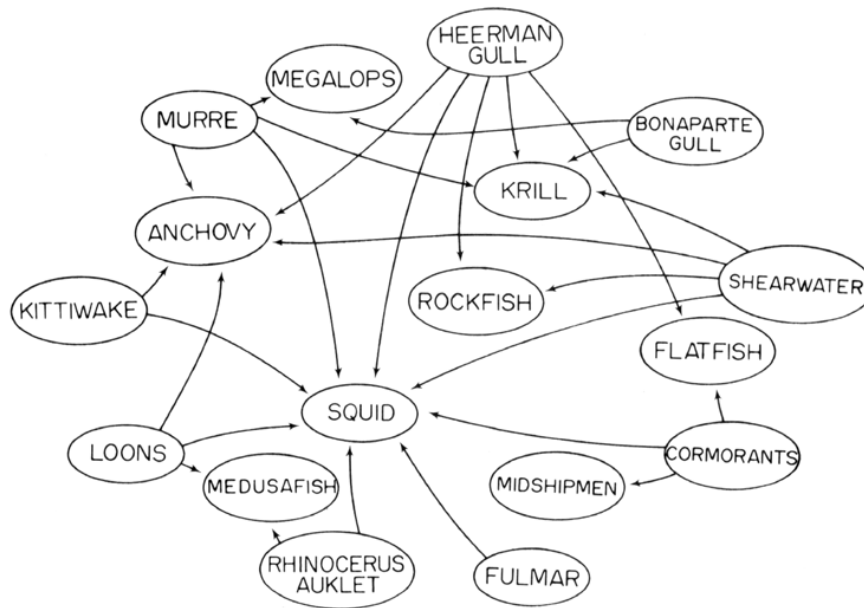 HEERMAN
GULL
MEGALOPS
MURRE
BONAPARTE
GULL
KRILL
ANCHOVY
SHEARWATER
ROCKFISH
KITTIWAKE
FLATFISH
SQUID
LOONS
CORMORANTS
MEDUSAFISH
MIDSHIPMEN
RHINOCERUS
AUKLET
FULMAR